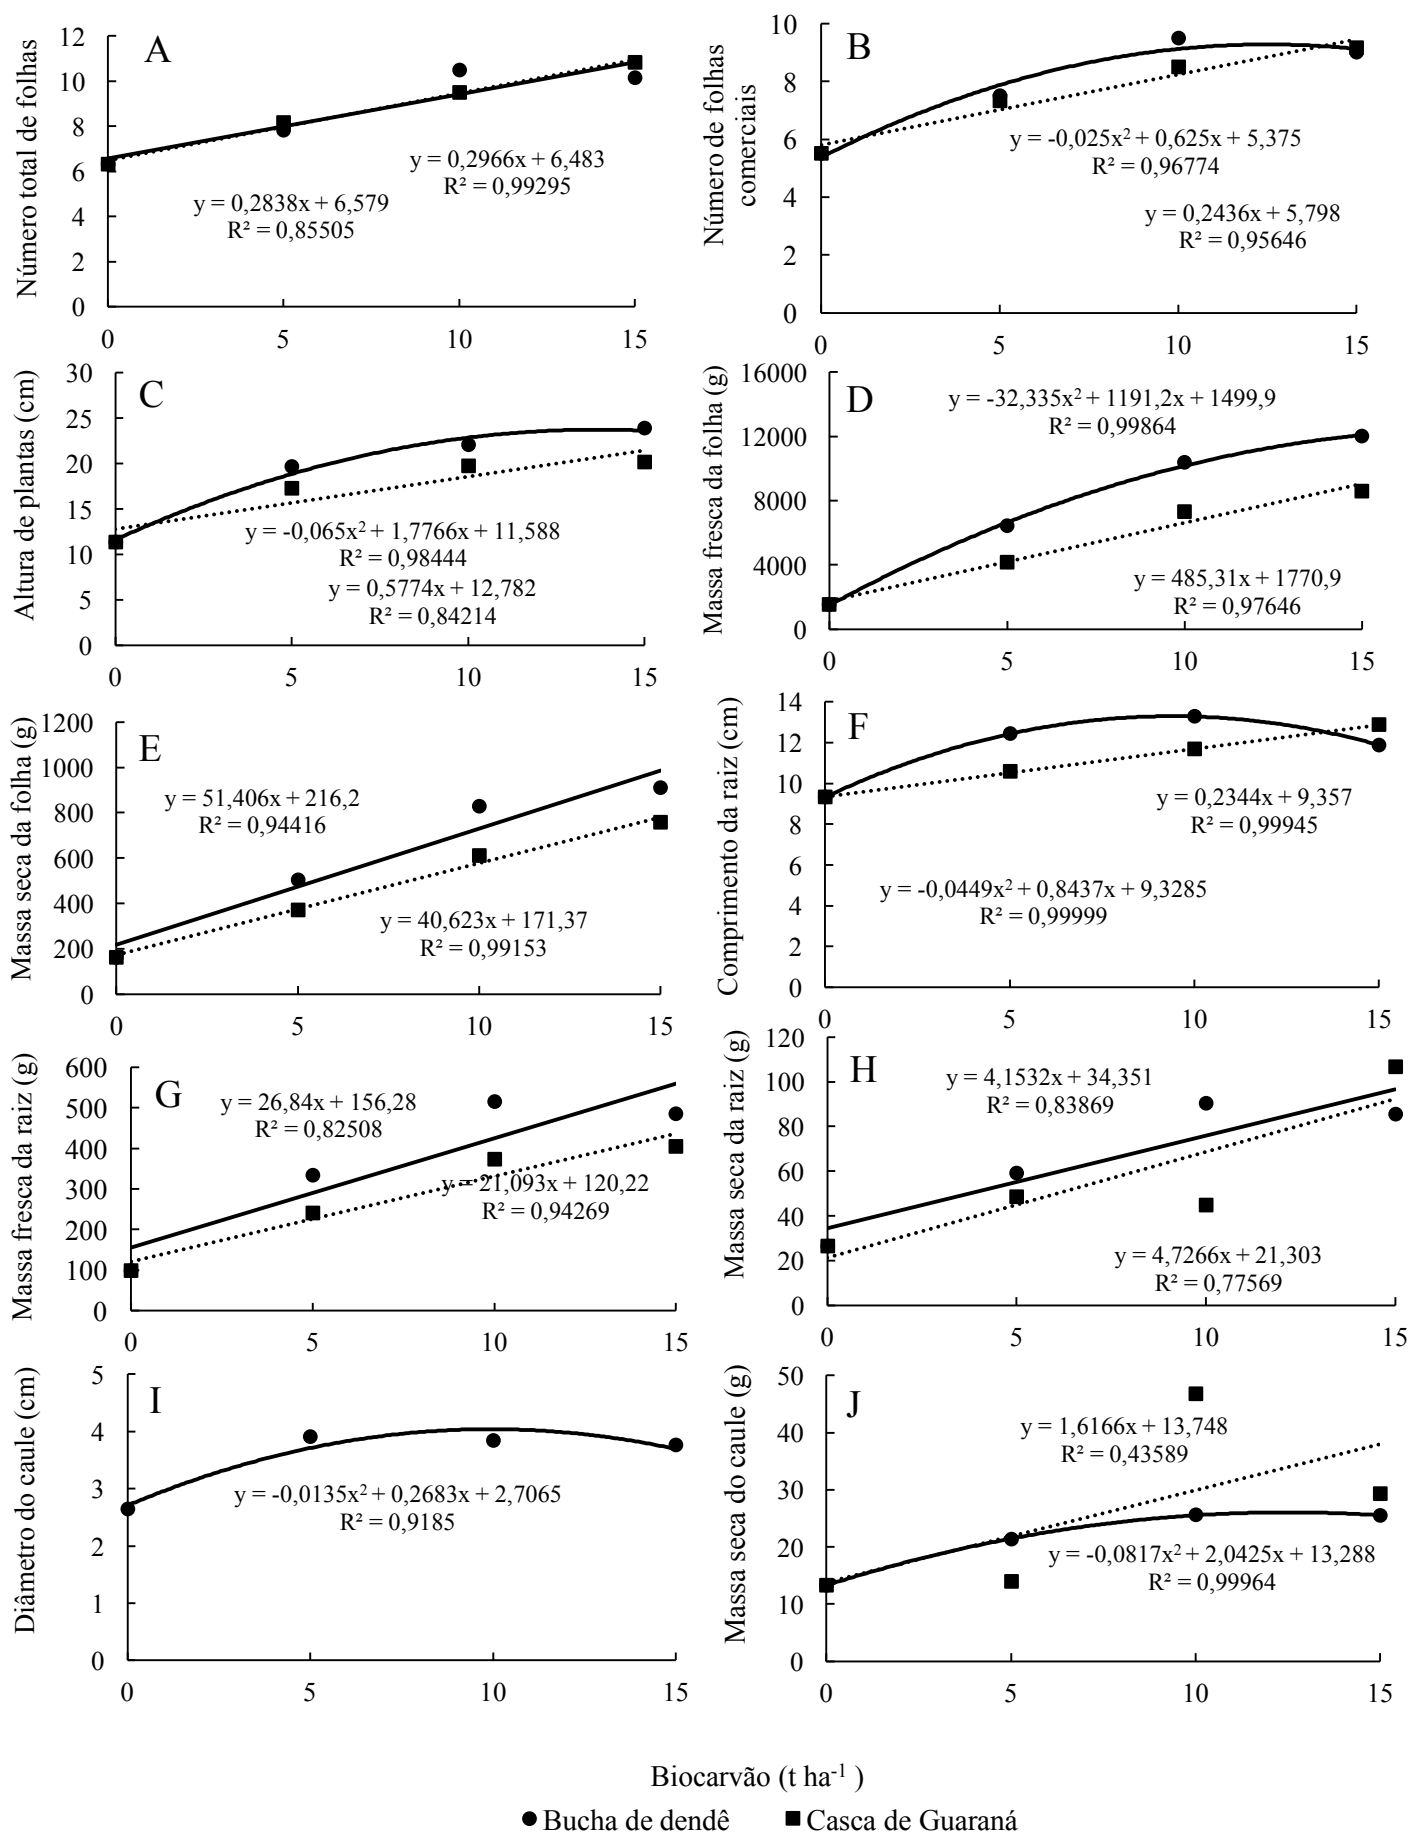 A
Número total de folhas
12
10
8
6
4
2
0
y = 0,2966x + 6,483
R² = 0,99295
y = 0,2838x + 6,579
R² = 0,85505
0 5 10 15
B
Número de folhas
comerciais
10
8
6
4
2
0
y = -0,025x² + 0,625x + 5,375
R² = 0,96774
y = 0,2436x + 5,798
R² = 0,95646
0 5 10 15
C
Altura de plantas (cm)
30
25
20
15
10
5
0
y = -0,065x² + 1,7766x + 11,588
R² = 0,98444
y = 0,5774x + 12,782
R² = 0,84214
0 5 10 15
D
Massa fresca da folha (g)
16000
12000
8000
4000
0
y = -32,335x² + 1191,2x + 1499,9
R² = 0,99864
y = 485,31x + 1770,9
R² = 0,97646
0 5 10 15
E
Massa seca da folha (g)
1200
1000
800
600
400
200
0
y = 51,406x + 216,2
R² = 0,94416
y = 40,623x + 171,37
R² = 0,99153
0 5 10 15
F
Comprimento da raiz (cm)
14
12
10
8
6
4
2
0
y = 0,2344x + 9,357
R² = 0,99945
y = -0,0449x² + 0,8437x + 9,3285
R² = 0,99999
0 5 10 15
G
Massa fresca da raiz (g)
600
500
400
300
200
100
0
y = 26,84x + 156,28
R² = 0,82508
y = 21,093x + 120,22
R² = 0,94269
0 5 10 15
H
Massa seca da raiz (g)
120
100
80
60
40
20
0
y = 4,1532x + 34,351
R² = 0,83869
y = 4,7266x + 21,303
R² = 0,77569
0 5 10 15
I
Diâmetro do caule (cm)
5
4
3
2
1
0
y = -0,0135x² + 0,2683x + 2,7065
R² = 0,9185
0 5 10 15
J
Massa seca do caule (g)
50
40
30
20
10
0
y = 1,6166x + 13,748
R² = 0,43589
y = -0,0817x² + 2,0425x + 13,288
R² = 0,99964
0 5 10 15
Biocarvão (t ha⁻¹ )
Bucha de dendê Casca de Guaraná